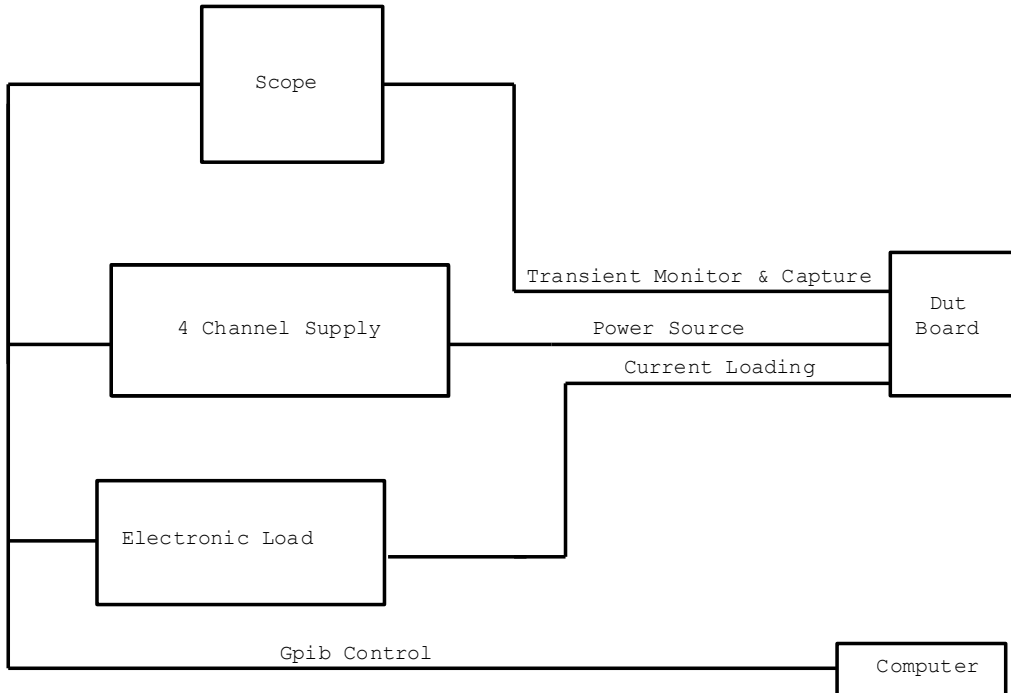 Scope
Transient Monitor & Capture
4 Channel Supply
Power Source
Dut
Board
Current Loading
Electronic Load
Gpib Control
Computer